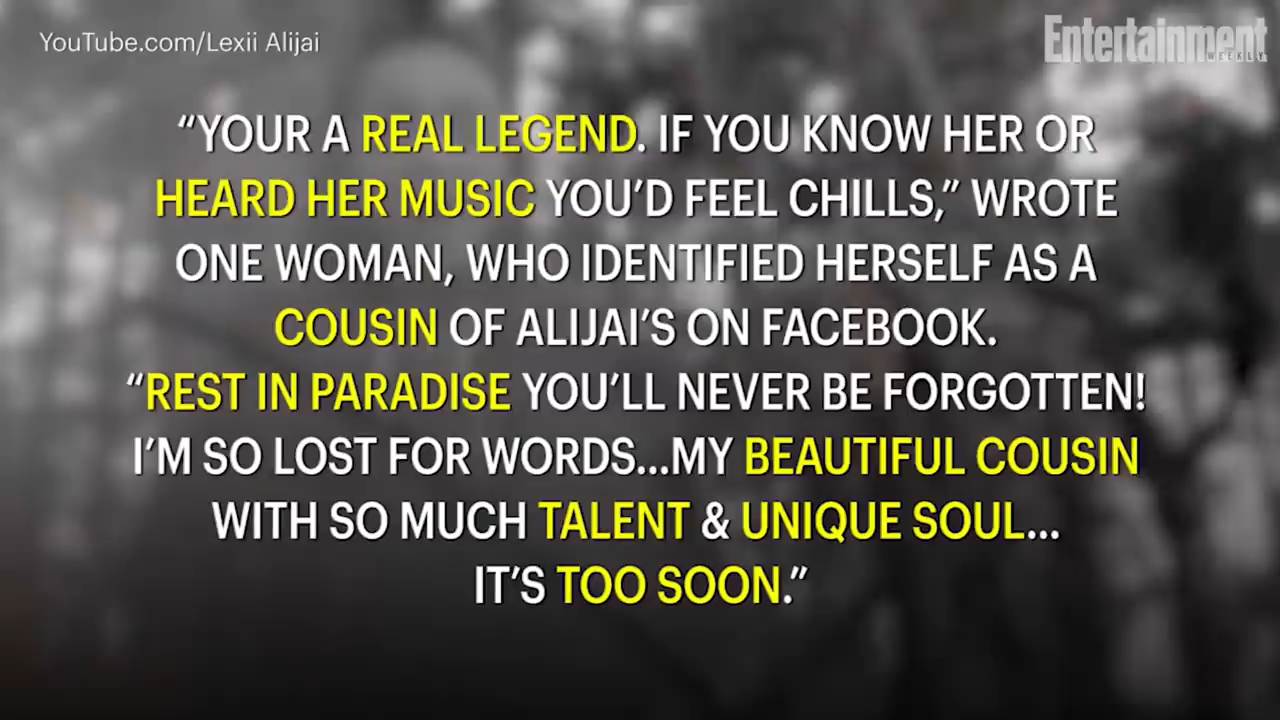 YouTube.com/Lexii Alijai
Entertainment
WEEKLY
“YOUR A REAL LEGEND. IF YOU KNOW HER OR
HEARD HER MUSIC YOU’D FEEL CHILLS,” WROTE
ONE WOMAN, WHO IDENTIFIED HERSELF AS A
COUSIN OF ALIJAI’S ON FACEBOOK.
“REST IN PARADISE YOU’LL NEVER BE FORGOTTEN!
I’M SO LOST FOR WORDS...MY BEAUTIFUL COUSIN
WITH SO MUCH TALENT & UNIQUE SOUL...
IT’S TOO SOON.”